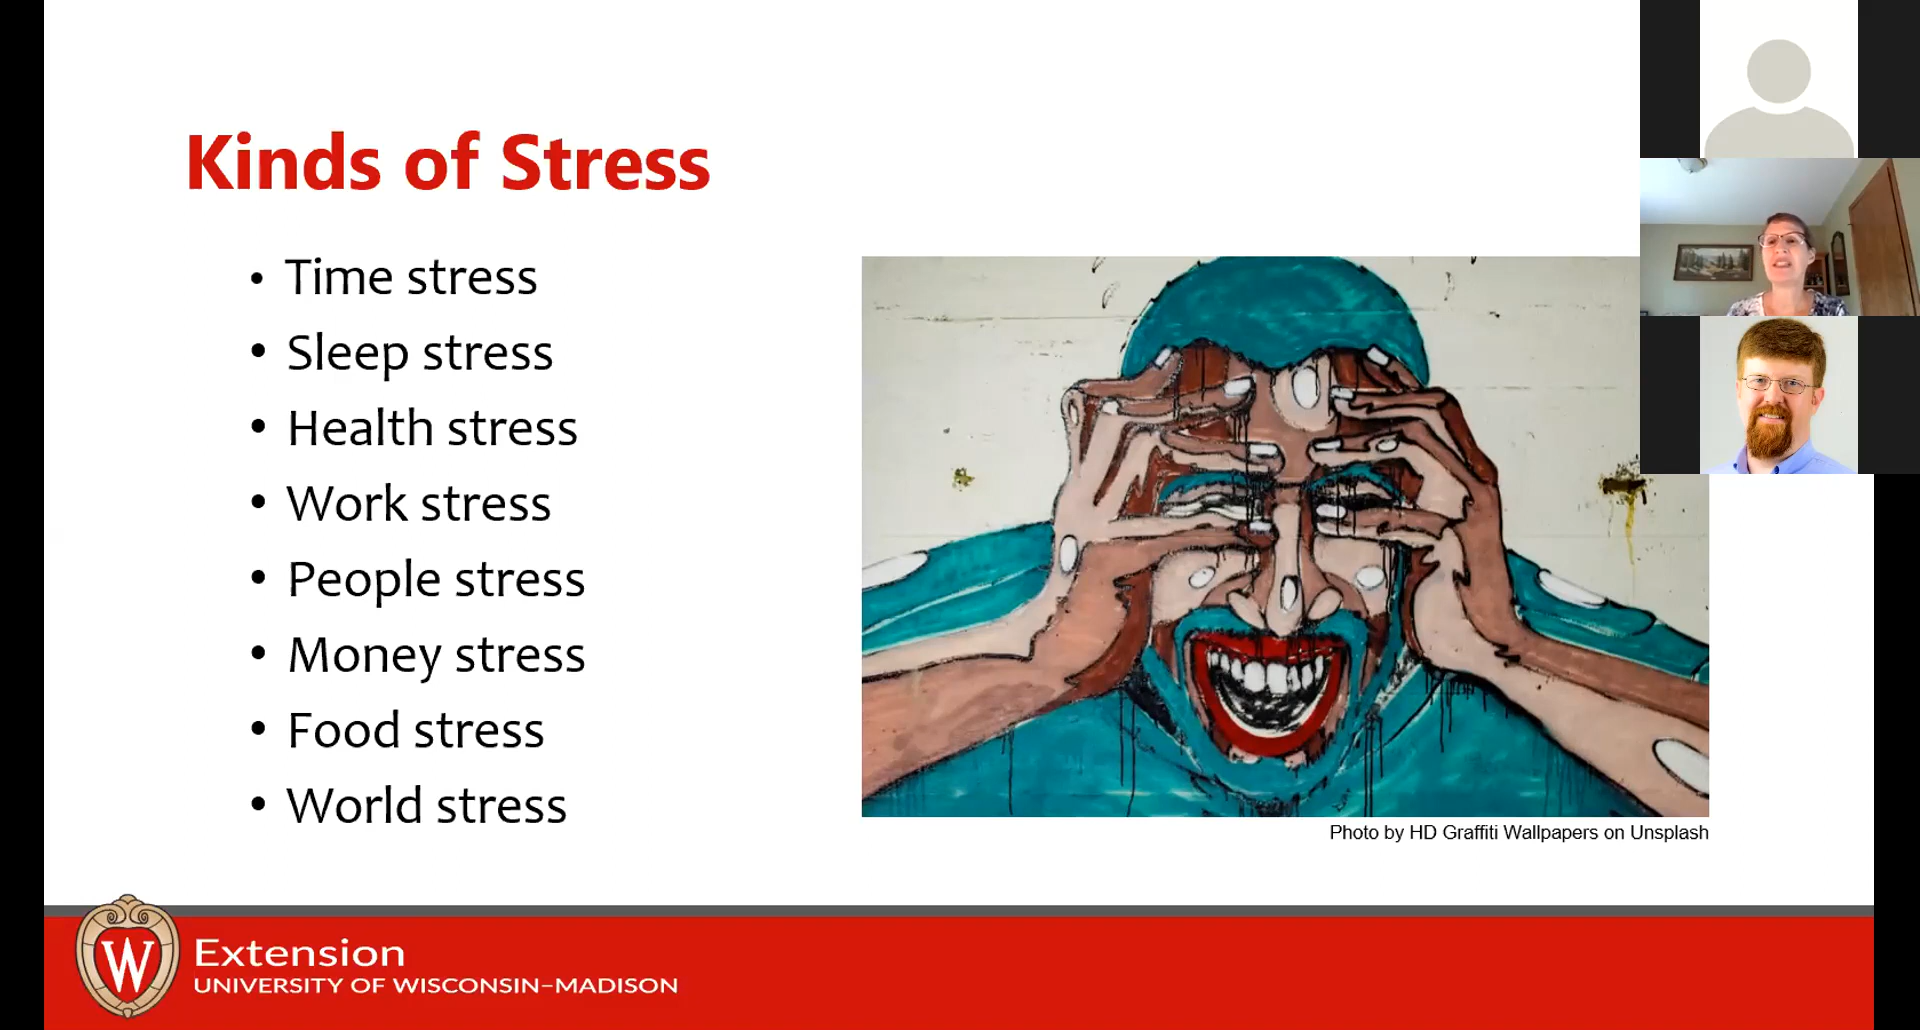 Kinds of Stress
• Time stress
• Sleep stress
• Health stress
• Work stress
• People stress
• Money stress
• Food stress
• World stress
Photo by HD Graffiti Wallpapers on Unsplash
W
Extension
UNIVERSITY OF WISCONSIN–MADISON